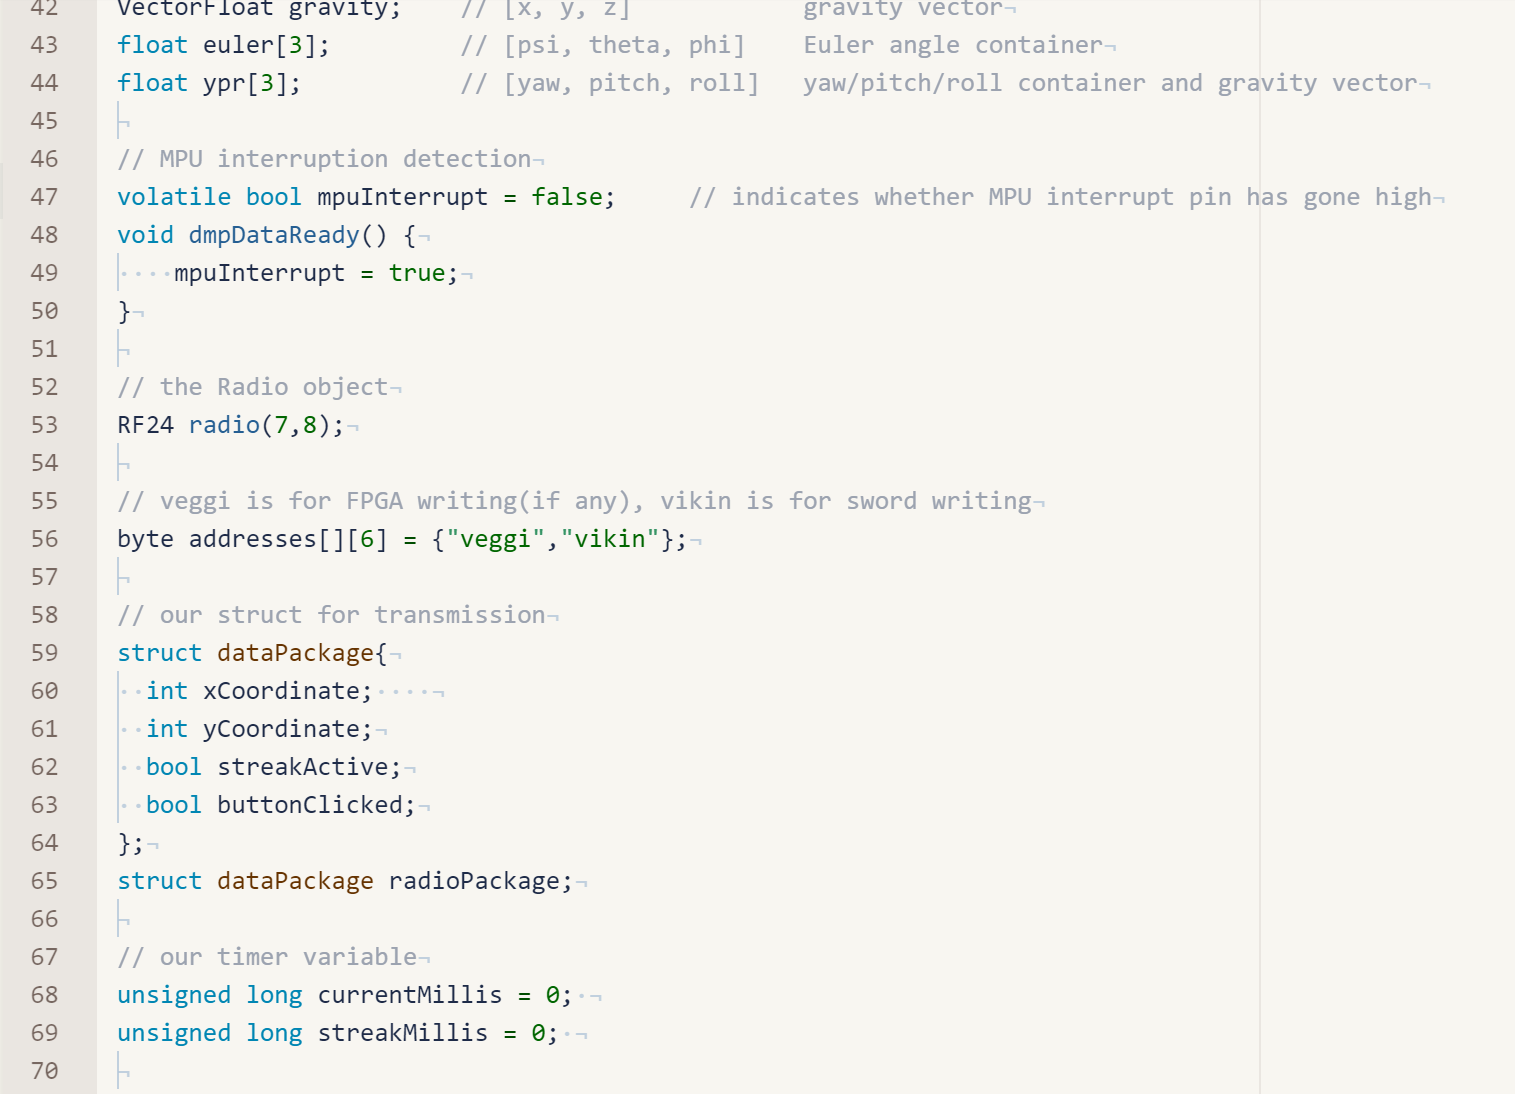 42 VectorFloat gravity;    // [x, y, z]            gravity vector¬
43 float euler[3];         // [psi, theta, phi]    Euler angle container¬
44 float ypr[3];           // [yaw, pitch, roll]   yaw/pitch/roll container and gravity vector¬
45 ¬
46 // MPU interruption detection¬
47 volatile bool mpuInterrupt = false;     // indicates whether MPU interrupt pin has gone high¬
48 void dmpDataReady() {¬
49 ····mpuInterrupt = true;¬
50 }¬
51 ¬
52 // the Radio object¬
53 RF24 radio(7,8);¬
54 ¬
55 // veggi is for FPGA writing(if any), vikin is for sword writing¬
56 byte addresses[][6] = {"veggi","vikin"};¬
57 ¬
58 // our struct for transmission¬
59 struct dataPackage{¬
60 ··int xCoordinate;····¬
61 ··int yCoordinate;¬
62 ··bool streakActive;¬
63 ··bool buttonClicked;¬
64 };¬
65 struct dataPackage radioPackage;¬
66 ¬
67 // our timer variable¬
68 unsigned long currentMillis = 0;·¬
69 unsigned long streakMillis = 0;·¬
70 ¬